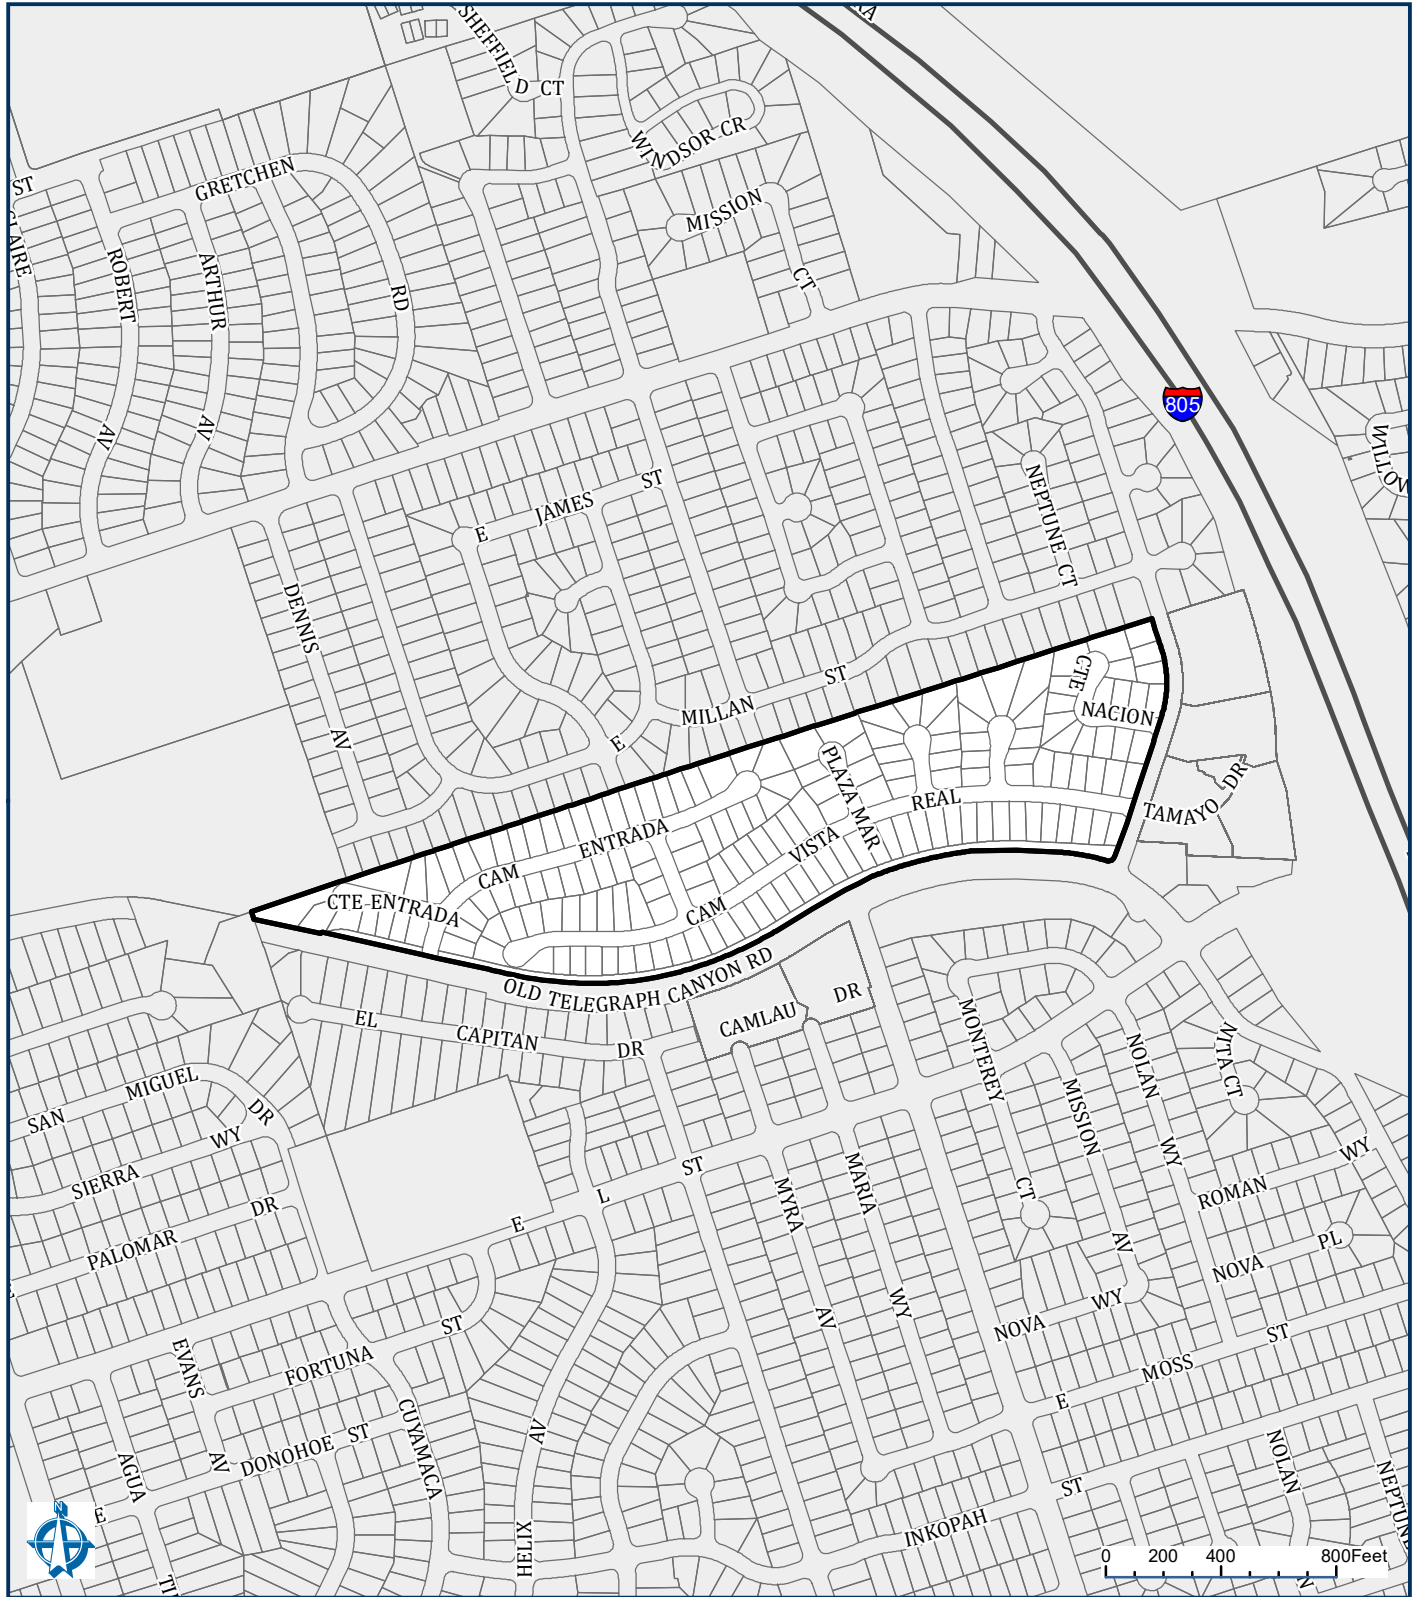 SHEFFIELD CT
WINDSOR CR
ST
GRETCHEN
RD
MISSION
CT
CLAIRE
ROBERT
AV
ARTHUR
AV
805
WILLOW
E JAMES ST
NEPTUNE CT
DENNIS
AV
E MILLAN ST
CTE
NACION
PLAZA MAR
TAMAYO DR
CAM ENTRADA
CAM VISTA REAL
CTE ENTRADA
OLD TELEGRAPH CANYON RD
EL CAPITAN DR
CAMLAU DR
MONTEREY
CT
NOLAN
WY
VITA CT
MISSION
AV
SAN MIGUEL DR
SIERRA WY
PALOMAR DR
E L ST
MYRA
AV
MARIA
WY
ROMAN WY
NOVA PL
NOVA WY
E MOSS ST
EVANS
AV
FORTUNA ST
CUYAMACA
DONOHOE ST
E
AGUA
HELIX AV
INKOPAH ST
NOLAN
NEPTUNE
N
0 200 400 800Feet